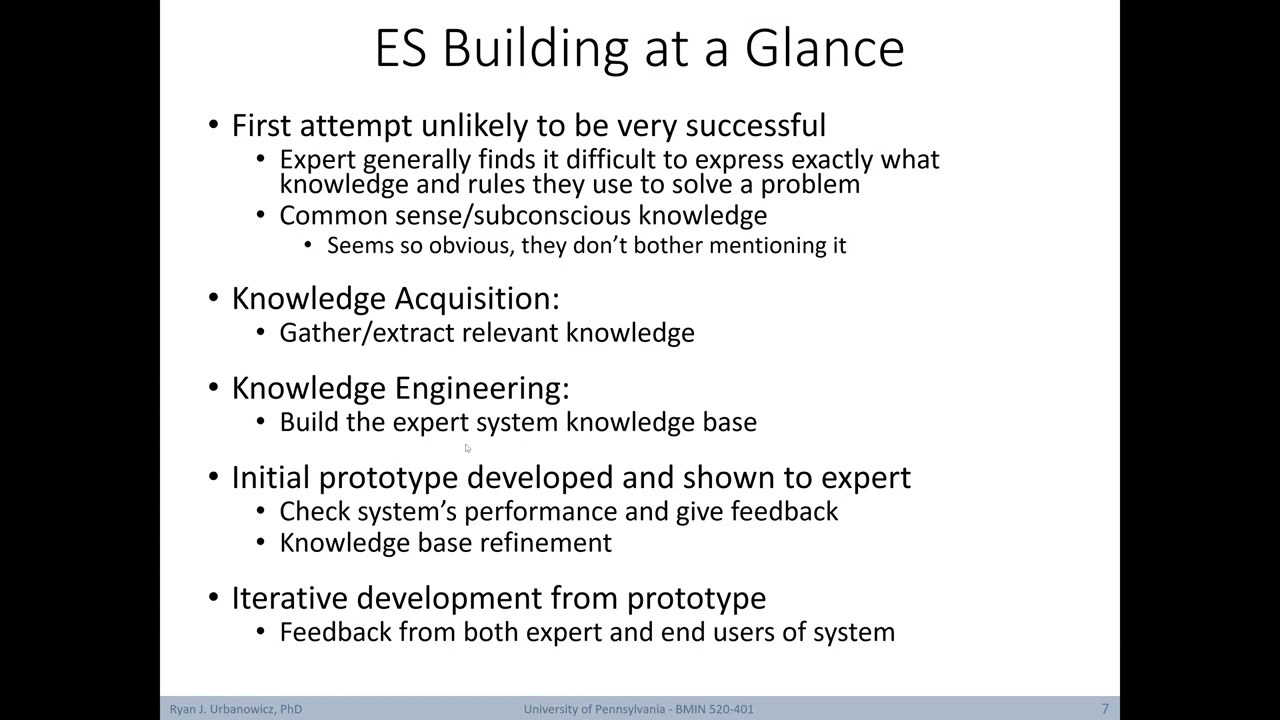 ES Building at a Glance
• First attempt unlikely to be very successful
• Expert generally finds it difficult to express exactly what
knowledge and rules they use to solve a problem
• Common sense/subconscious knowledge
• Seems so obvious, they don’t bother mentioning it
• Knowledge Acquisition:
• Gather/extract relevant knowledge
• Knowledge Engineering:
• Build the expert system knowledge base
• Initial prototype developed and shown to expert
• Check system’s performance and give feedback
• Knowledge base refinement
• Iterative development from prototype
• Feedback from both expert and end users of system
Ryan J. Urbanowicz, PhD
University of Pennsylvania - BMIN 520-401
7